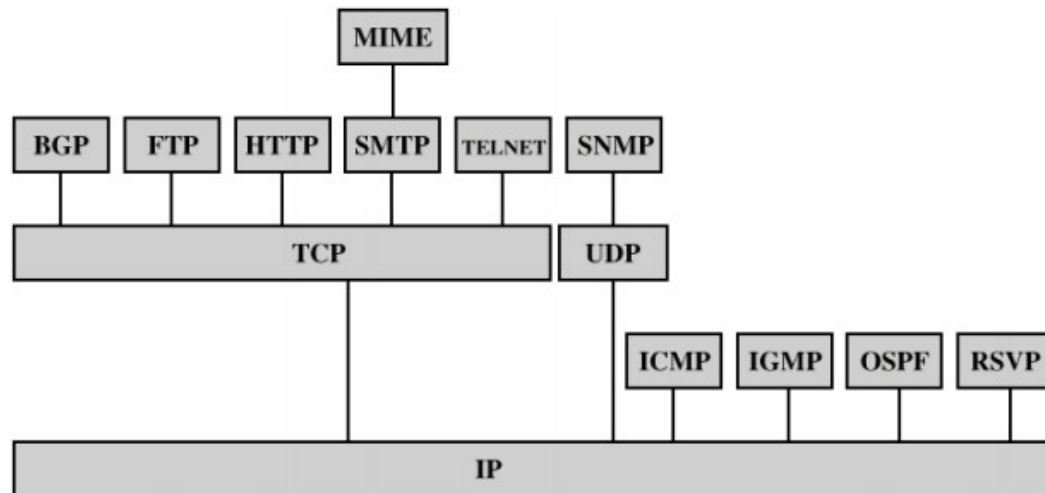 MIME
BGP FTP HTTP SMTP TELNET SNMP
TCP UDP
ICMP IGMP OSPF RSVP
IP